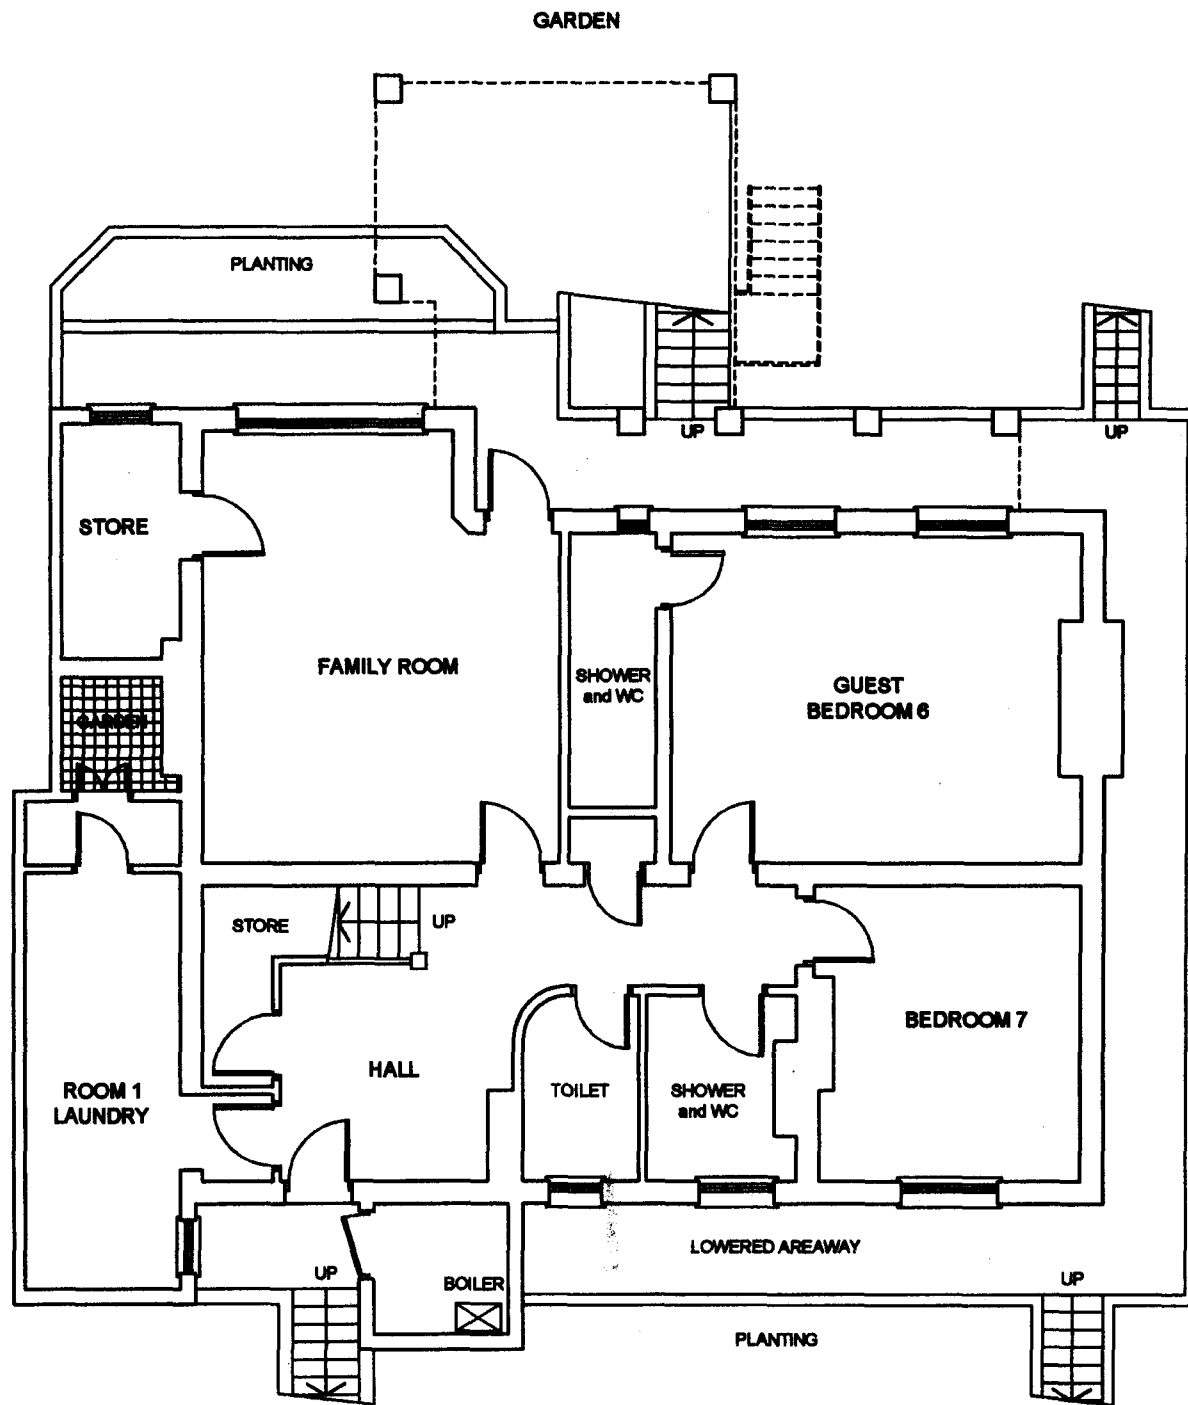 GARDEN
PLANTING
UP
UP
STORE
FAMILY ROOM
SHOWER
and WC
GUEST
BEDROOM 6
GARDEN
STORE
UP
BEDROOM 7
HALL
ROOM 1
LAUNDRY
TOILET
SHOWER
and WC
LOWERED AREAWAY
UP
BOILER
UP
PLANTING